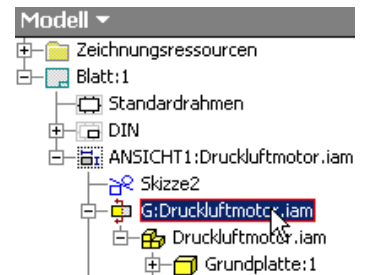 Modell
Zeichnungsressourcen
Blatt:1
Standardrahmen
DIN
ANSICHT1:Druckluftmotor.iam
Skizze2
G:Druckluftmotor.iam
Druckluftmotor.iam
Grundplatte:1